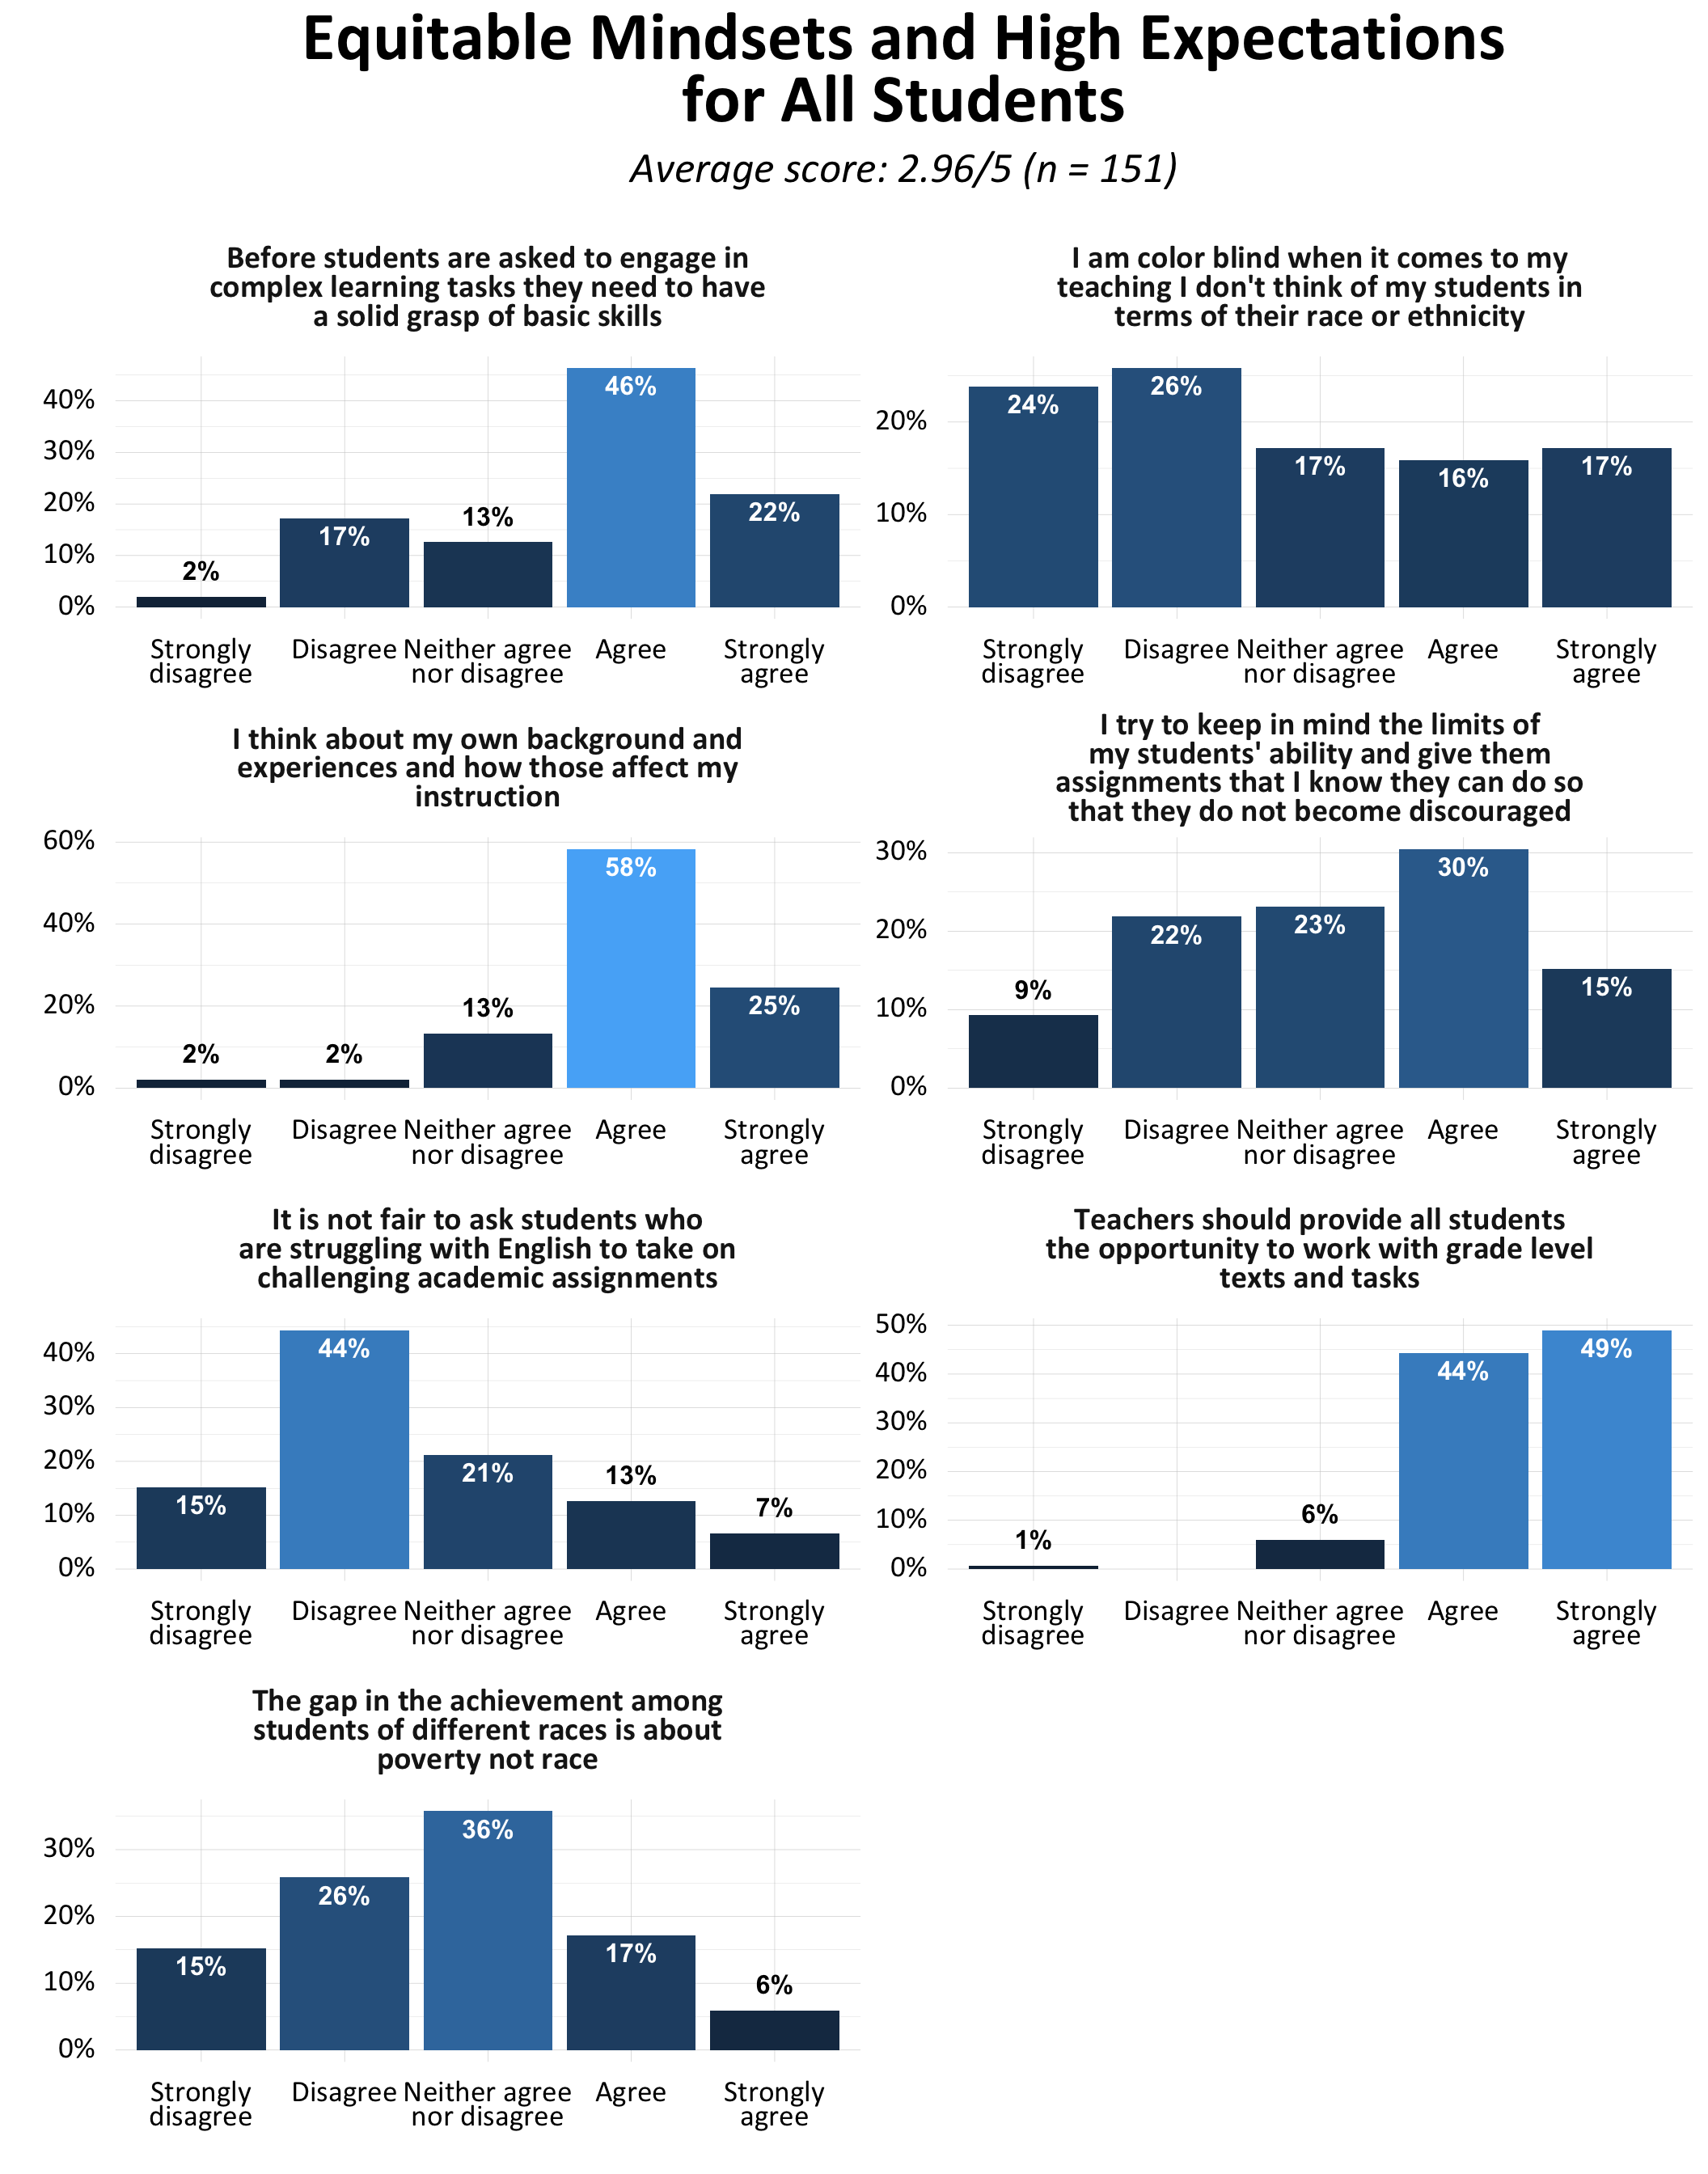 Equitable Mindsets and High Expectations
for All Students
Average score: 2.96/5 (n = 151)
Before students are asked to engage in
complex learning tasks they need to have
a solid grasp of basic skills
40%
30%
20%
10%
0%
2%
17%
13%
46%
22%
Strongly disagree
Disagree
Neither agree nor disagree
Agree
Strongly agree
I am color blind when it comes to my
teaching I don't think of my students in
terms of their race or ethnicity
20%
10%
0%
24%
26%
17%
16%
17%
Strongly disagree
Disagree
Neither agree nor disagree
Agree
Strongly agree
I think about my own background and
experiences and how those affect my
instruction
60%
40%
20%
0%
2%
2%
13%
58%
25%
Strongly disagree
Disagree
Neither agree nor disagree
Agree
Strongly agree
I try to keep in mind the limits of
my students' ability and give them
assignments that I know they can do so
that they do not become discouraged
30%
20%
10%
0%
9%
22%
23%
30%
15%
Strongly disagree
Disagree
Neither agree nor disagree
Agree
Strongly agree
It is not fair to ask students who
are struggling with English to take on
challenging academic assignments
40%
30%
20%
10%
0%
15%
44%
21%
13%
7%
Strongly disagree
Disagree
Neither agree nor disagree
Agree
Strongly agree
Teachers should provide all students
the opportunity to work with grade level
texts and tasks
50%
40%
30%
20%
10%
0%
1%
6%
44%
49%
Strongly disagree
Disagree
Neither agree nor disagree
Agree
Strongly agree
The gap in the achievement among
students of different races is about
poverty not race
30%
20%
10%
0%
15%
26%
36%
17%
6%
Strongly disagree
Disagree
Neither agree nor disagree
Agree
Strongly agree